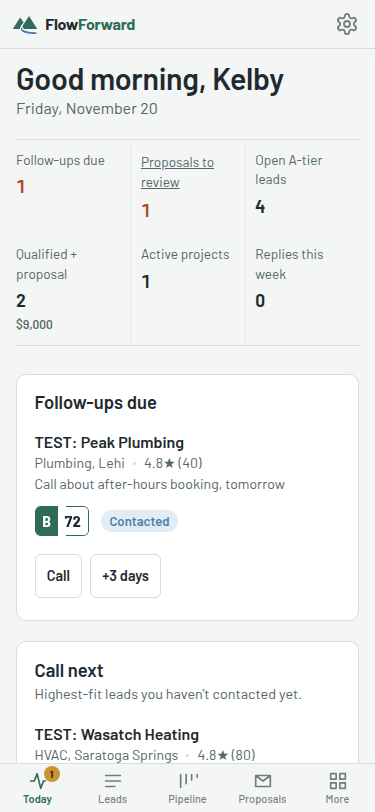 FlowForward
Good morning, Kelby
Friday, November 20
Follow-ups due
1
Proposals to
review
1
Open A-tier
leads
4
Qualified +
proposal
2
$9,000
Active projects
1
Replies this
week
0
Follow-ups due
TEST: Peak Plumbing
Plumbing, Lehi · 4.8★ (40)
Call about after-hours booking, tomorrow
B 72 Contacted
Call +3 days
Call next
Highest-fit leads you haven't contacted yet.
TEST: Wasatch Heating
HVAC, Saratoga Springs · 4.8★ (80)
1
Today Leads Pipeline Proposals More